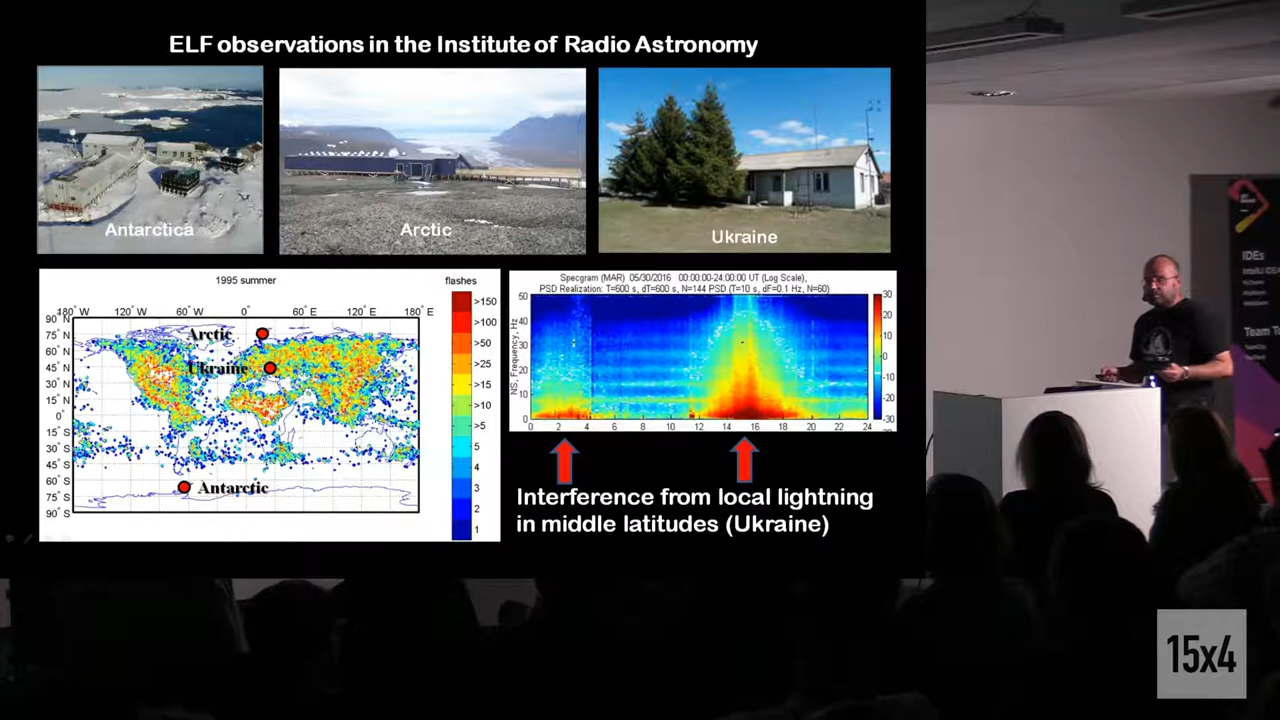 ELF observations in the Institute of Radio Astronomy
Antarctica
Arctic
Ukraine
1995 summer
flashes
180° W 120° W 60° W 0° 60° E 120° E 180° E
90° N
75° N
60° N
45° N
30° N
15° N
0°
15° S
30° S
45° S
60° S
75° S
90° S
Arctic
Ukraine
Antarctic
>150
>100
>50
>25
>15
>10
>5
5
4
3
2
1
Specgram (MAR) 05/30/2016 00:00:00-24:00:00 UT (Log Scale),
PSD Realization: T=600 s, dT=600 s, N=144 PSD (T=10 s, dF=0.1 Hz, N=60)
NS, Frequency, Hz
50
40
30
20
10
0
0 2 4 6 8 10 12 14 16 18 20 22 24
30
20
10
0
-10
-20
-30
Interference from local lightning
in middle latitudes (Ukraine)
IDEs
IntelliJ IDEA
Team To
15x4